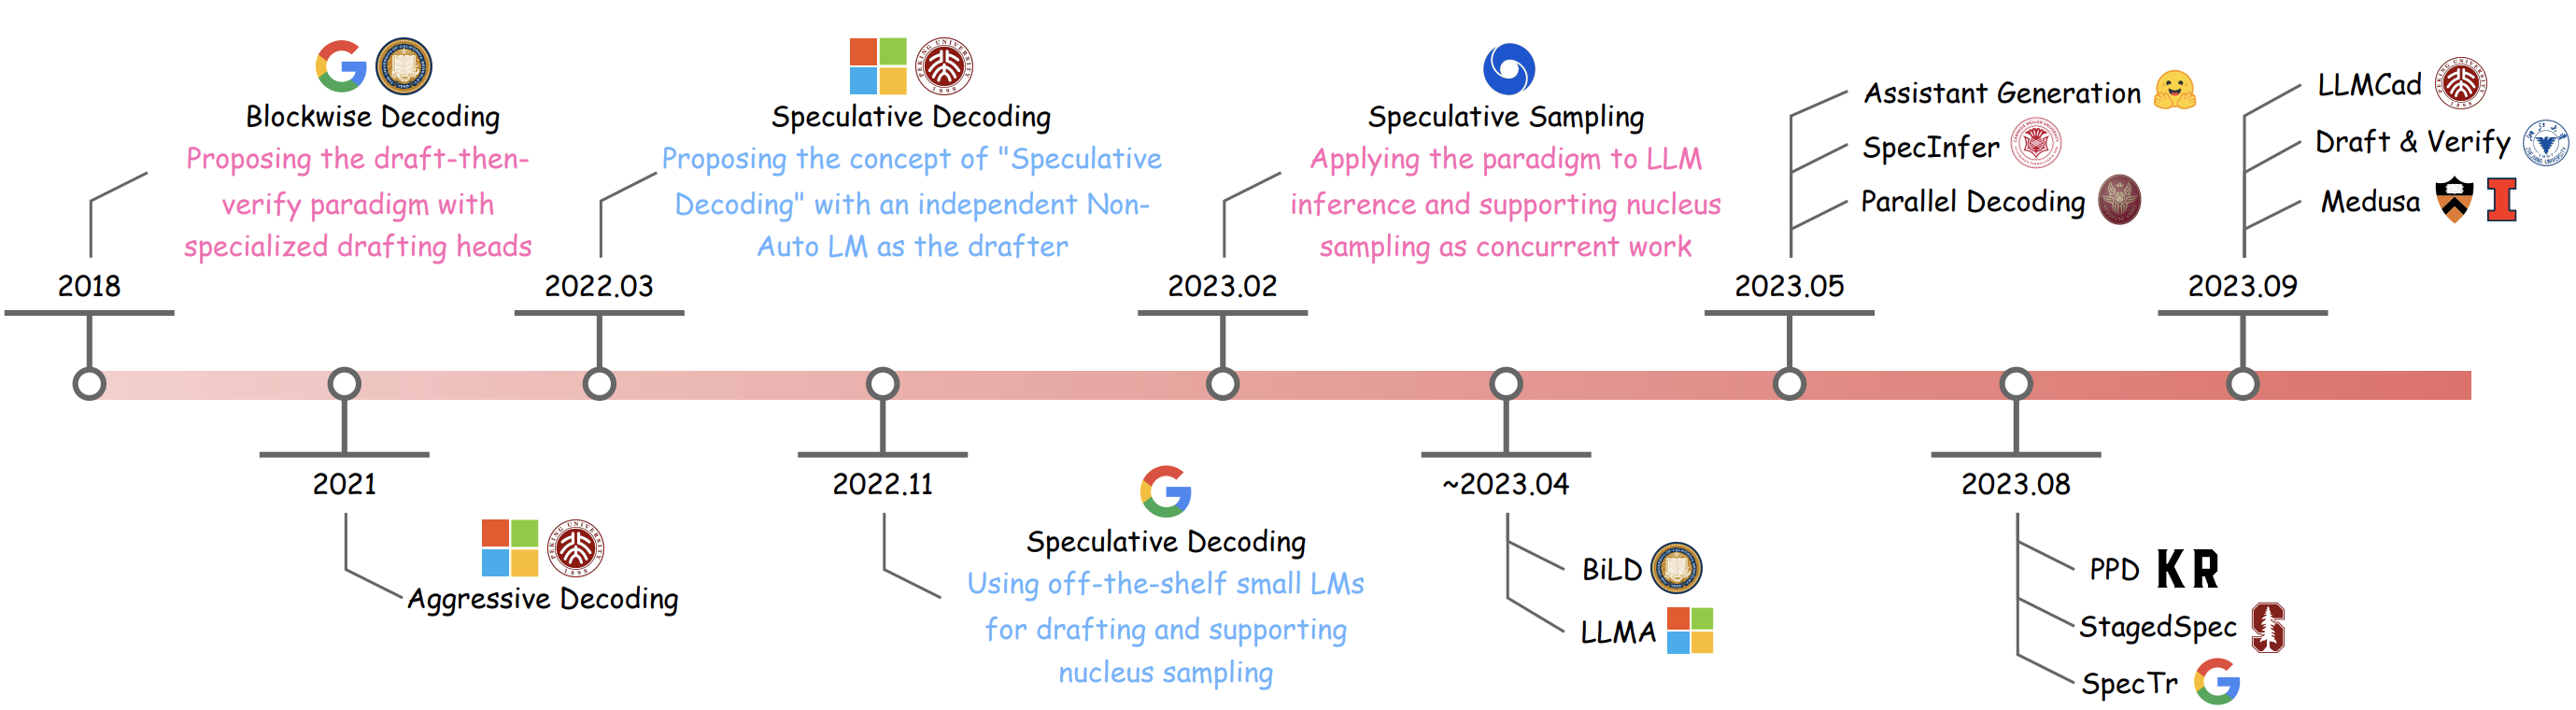 Blockwise Decoding
Proposing the draft-then-
verify paradigm with
specialized drafting heads
2018
Speculative Decoding
Proposing the concept of "Speculative
Decoding" with an independent Non-
Auto LM as the drafter
2022.03
Speculative Sampling
Applying the paradigm to LLM
inference and supporting nucleus
sampling as concurrent work
2023.02
Assistant Generation
SpecInfer
Parallel Decoding
2023.05
LLMCad
Draft & Verify
Medusa
2023.09
2021
Aggressive Decoding
2022.11
Speculative Decoding
Using off-the-shelf small LMs
for drafting and supporting
nucleus sampling
~2023.04
BiLD
LLMA
2023.08
PPD KR
StagedSpec
SpecTr